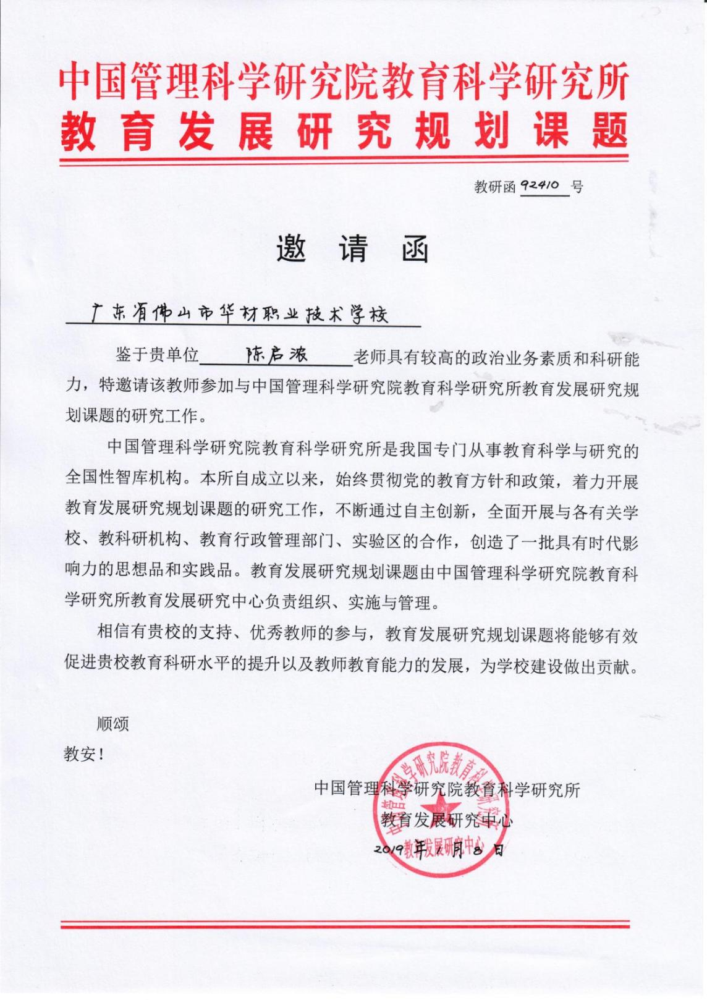 中国管理科学研究院教育科学研究所
教育发展研究规划课题
教研函 92410 号
邀请函
广东省佛山市华材职业技术学校
鉴于贵单位 陈启浓 老师具有较高的政治业务素质和科研能
力，特邀请该教师参加与中国管理科学研究院教育科学研究所教育发展研究规
划课题的研究工作。
中国管理科学研究院教育科学研究所是我国专门从事教育科学与研究的
全国性智库机构。本所自成立以来，始终贯彻党的教育方针和政策，着力开展
教育发展研究规划课题的研究工作，不断通过自主创新，全面开展与各有关学
校、教科研机构、教育行政管理部门、实验区的合作，创造了一批具有时代影
响力的思想品和实践品。教育发展研究规划课题由中国管理科学研究院教育科
学研究所教育发展研究中心负责组织、实施与管理。
相信有贵校的支持、优秀教师的参与，教育发展研究规划课题将能够有效
促进贵校教育科研水平的提升以及教师教育能力的发展，为学校建设做出贡献。
顺颂
教安！
中国管理科学研究院教育科学研究所
教育发展研究中心
2019年1月8日
中国管理科学研究院教育科学研究所
教育发展研究中心